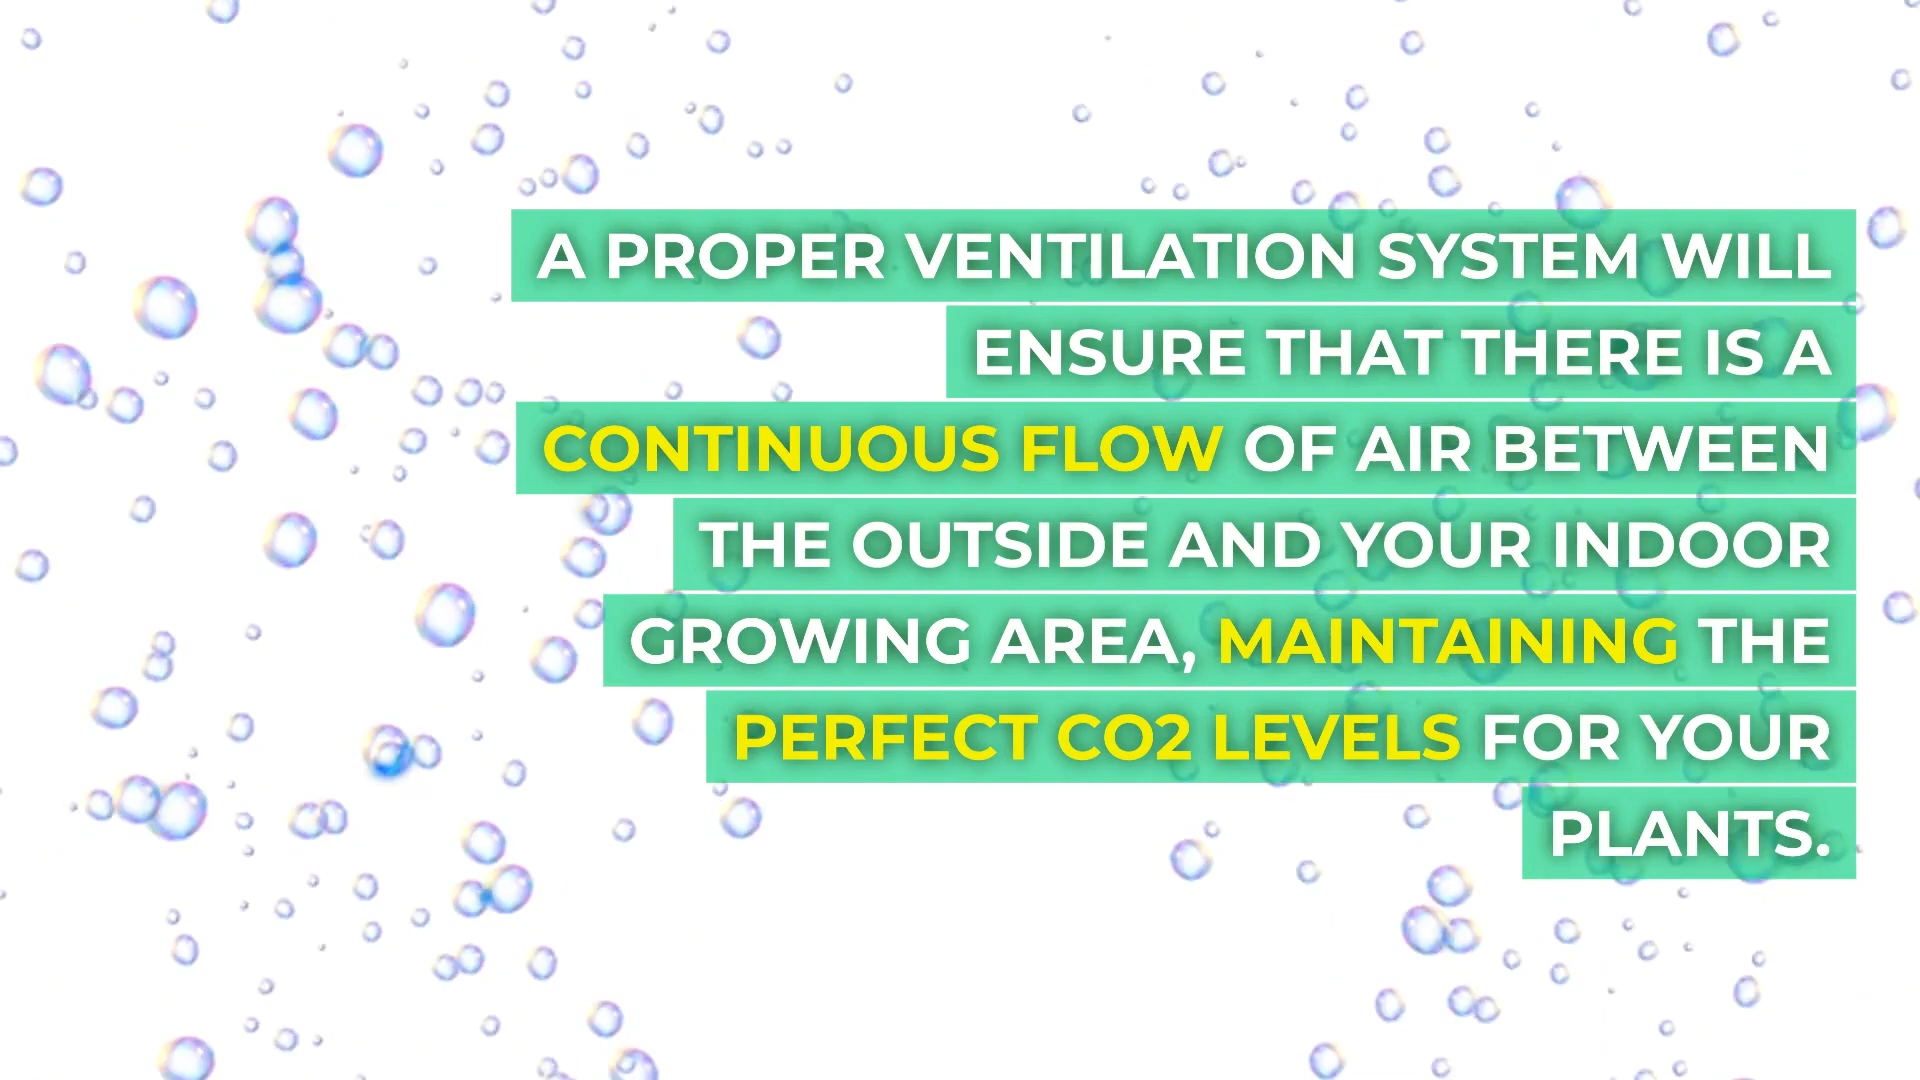 A PROPER VENTILATION SYSTEM WILL
ENSURE THAT THERE IS A
CONTINUOUS FLOW OF AIR BETWEEN
THE OUTSIDE AND YOUR INDOOR
GROWING AREA, MAINTAINING THE
PERFECT CO2 LEVELS FOR YOUR
PLANTS.